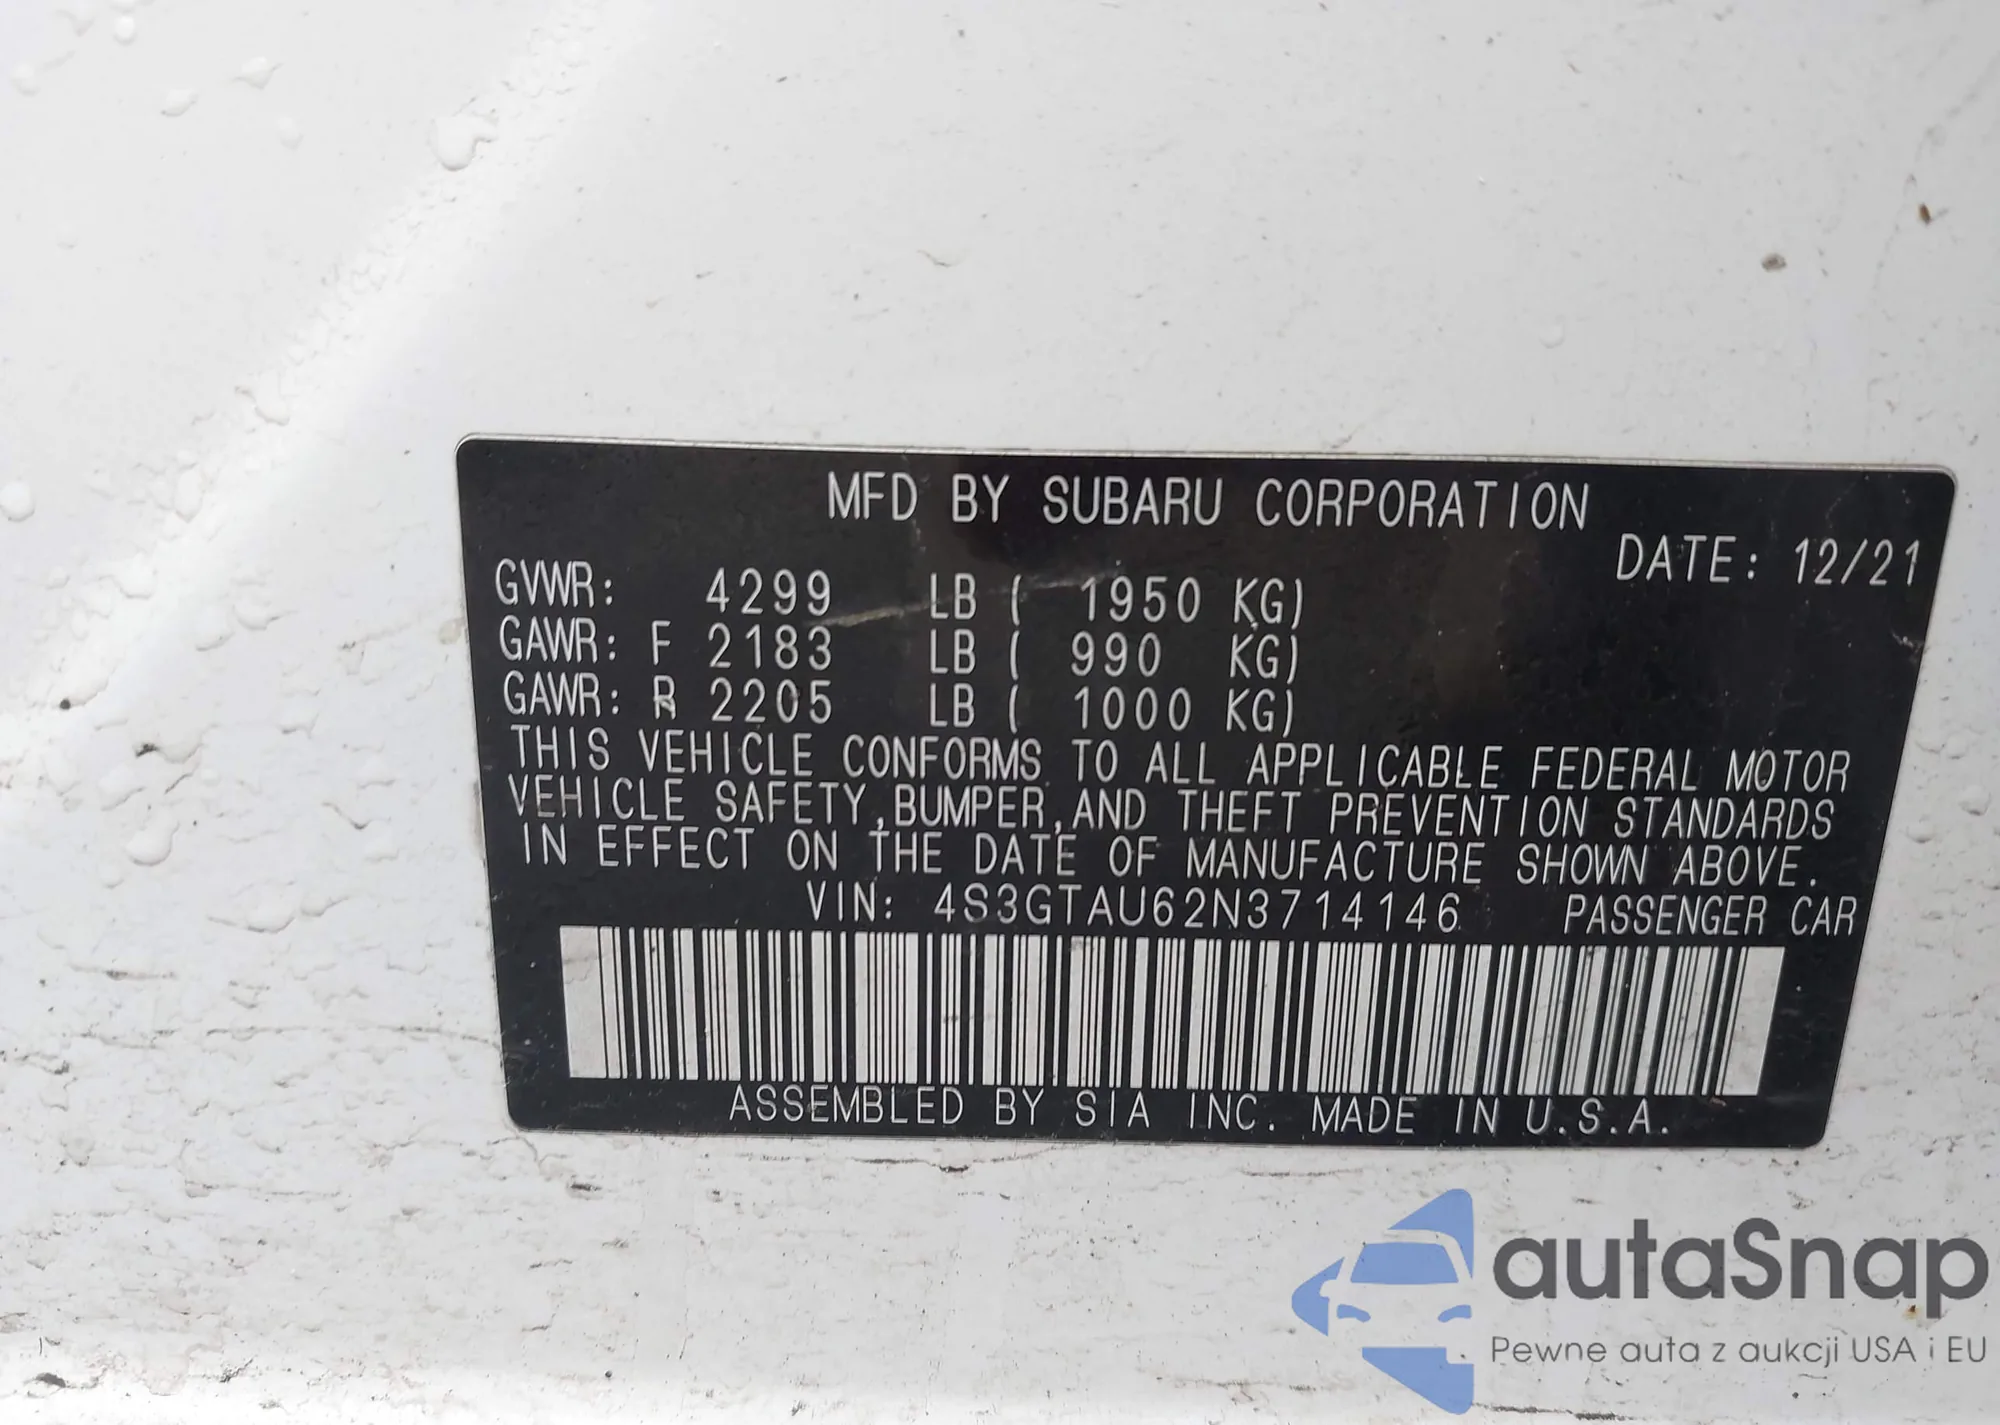 MFD BY SUBARU CORPORATION
DATE: 12/21
GVWR: 4299 LB ( 1950 KG)
GAWR: F 2183 LB ( 990 KG)
GAWR: R 2205 LB ( 1000 KG)
THIS VEHICLE CONFORMS TO ALL APPLICABLE FEDERAL MOTOR
VEHICLE SAFETY,BUMPER,AND THEFT PREVENTION STANDARDS
IN EFFECT ON THE DATE OF MANUFACTURE SHOWN ABOVE.
VIN: 4S3GTAU62N3714146 PASSENGER CAR
ASSEMBLED BY SIA INC. MADE IN U.S.A.
autaSnap
Pewne auta z aukcji USA i EU